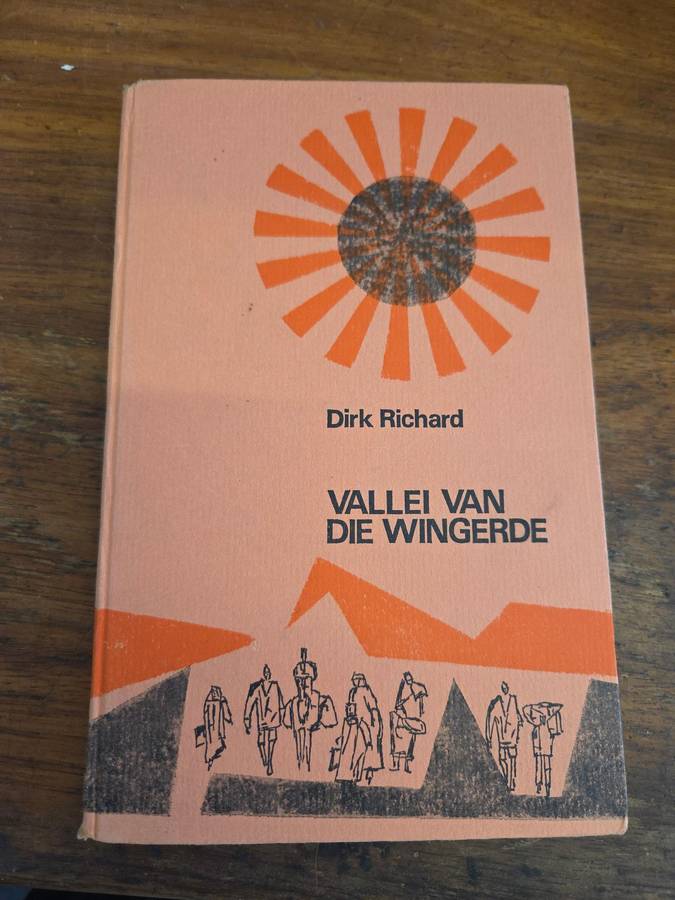 Dirk Richard
VALLEI VAN
DIE WINGERDE